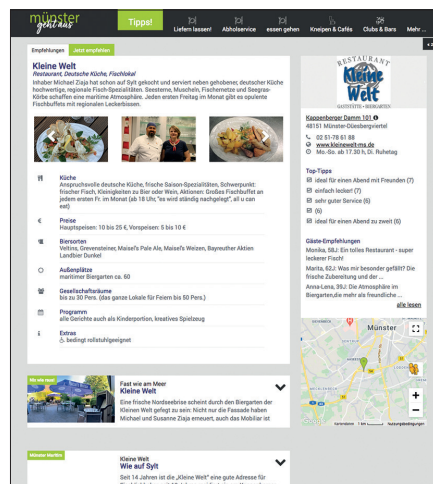 münster
geht aus
Tipps!
Liefern lassen!
Abholservice
essen gehen
Kneipen & Cafés
Clubs & Bars
Mehr ...
Empfehlungen
Jetzt empfehlen
Kleine Welt
Restaurant, Deutsche Küche, Fischlokal
Inhaber Michael Ziaja hat schon auf Sylt gekocht und serviert neben gehobener, deutscher Küche
hochwertige, regionale Fisch-Spezialitäten. Seesterne, Muscheln, Fischernetze und Seegras-
Körbe schaffen eine maritime Atmosphäre. Jeden ersten Freitag im Monat gibt es opulente
Fischbuffets mit regionalen Leckerbissen.
Küche
Anspruchsvolle deutsche Küche, frische Saison-Spezialitäten, Schwerpunkt:
frischer Fisch, Kleinigkeiten zu Bier oder Wein, Aktionen: Großes Fischbuffet an
jedem ersten Fr. im Monat (ab 18 Uhr, "es wird ständig nachgelegt", all u can
eat)
€ Preise
Hauptspeisen: 10 bis 25 €, Vorspeisen: 5 bis 10 €
Biersorten
Veltins, Grevensteiner, Maisel's Pale Ale, Maisel's Weizen, Bayreuther Aktien
Landbier Dunkel
Außenplätze
maritimer Biergarten ca. 60
Gesellschaftsräume
bis zu 30 Pers. (das ganze Lokale für Feiern bis 50 Pers.)
Programm
alle Gerichte auch als Kinderportion, kreatives Spielzeug
i Extras
bedingt rollstuhlgeeignet
Fast wie am Meer
Kleine Welt
Eine frische Nordseebrise scheint durch den Biergarten der
Kleinen Welt gefegt zu sein: Nicht nur die Fassade haben
Michael und Susanne Ziaja erneuert, auch das Mobiliar ist
Münster Maritim
Kleine Welt
Wie auf Sylt
Seit 14 Jahren ist die „Kleine Welt" eine gute Adresse für
RESTAURANT
Kleine
Welt
GASTSTÄTTE • BIERGARTEN
Kappenberger Damm 101
48151 Münster-Düesbergviertel
02 51-78 61 88
www.kleinewelt-ms.de
Mo.-So. ab 17.30 h, Di. Ruhetag
Top-Tipps
ideal für einen Abend mit Freunden (7)
einfach lecker! (7)
sehr guter Service (6)
(6)
ideal für einen Abend zu zweit (6)
Gäste-Empfehlungen
Monika, 58J: Ein tolles Restaurant - super
leckerer Fisch!
Marita, 62J: Was mir besonder gefällt? Die
frische Zubereitung und der ...
Anna-Lena, 35J: Die Atmosphäre im
Biergarten,die mehr als freundliche ...
alle lesen
Münster
+
−
Kartendaten
1 km
Nutzungsbedingungen